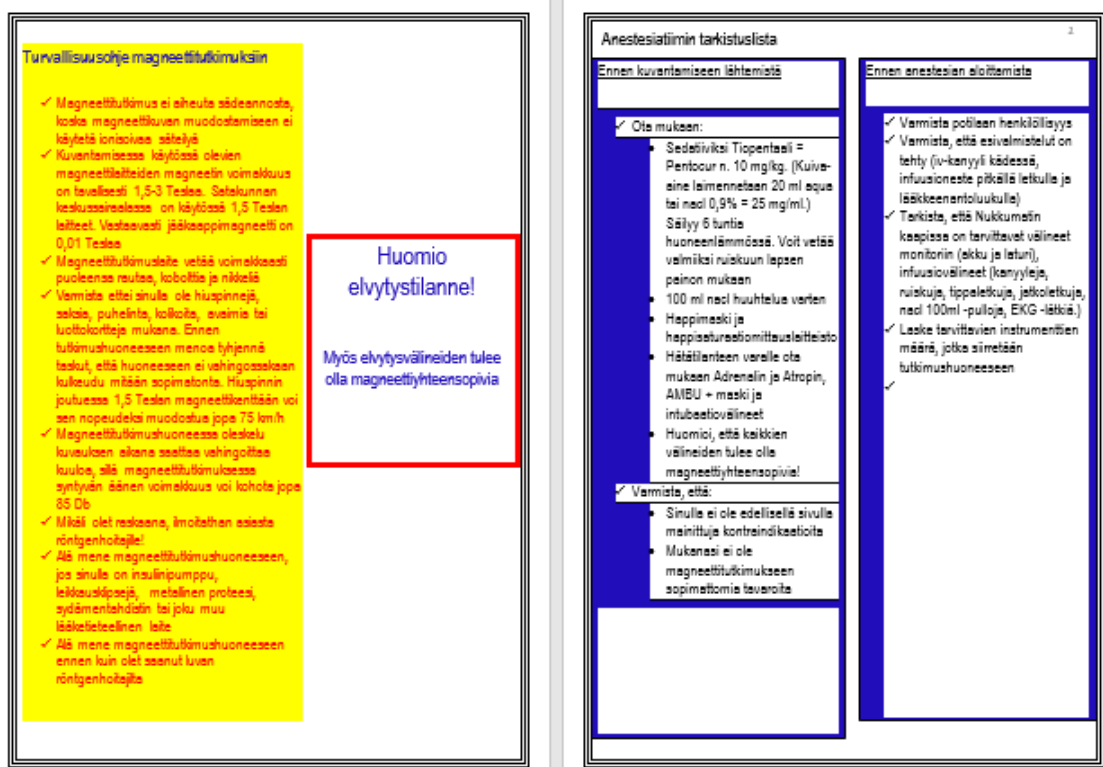 Turvallisuusohje magneettitutkimuksiin
✓ Magneettitutkimus ei aiheuta sädeannosta,
koska magneettikuvan muodostamiseen ei
käytetä ionisoivaa säteilyä
✓ Kuvantamisessa käytössä olevien
magneettilaitteiden magneetin voimakkuus
on tavallisesti 1,5-3 Teslaa. Satakunnan
keskussairaalassa on käytössä 1,5 Teslan
laitteet. Vastaavasti jääkaappimagneetti on
0,01 Teslaa
✓ Magneettitutkimuslaite vetää voimakkaasti
puoleensa rautaa, kobolttia ja nikkeliä
✓ Varmista ettei sinulla ole hiuspinnejä,
saksia, puhelinta, kolikoita, avaimia tai
luottokortteja mukana. Ennen
tutkimushuoneeseen menoa tyhjennä
taskut, että huoneeseen ei vahingossakaan
kulkeudu mitään sopimatonta. Hiuspinnin
joutuessa 1,5 Teslan magneettikenttään voi
sen nopeudeksi muodostua jopa 75 km/h
✓ Magneettitutkimushuoneessa oleskelu
kuvauksen aikana saattaa vahingoittaa
kuuloa, sillä magneettitutkimuksessa
syntyvän äänen voimakkuus voi kohota jopa
85 Db
✓ Mikäli olet raskaana, ilmoitathan asiasta
röntgenhoitajille!
✓ Älä mene magneettitutkimushuoneeseen,
jos sinulla on insuliinipumppu,
leikkausklipsejä, metallinen proteesi,
sydämentahdistin tai joku muu
lääketieteellinen laite
✓ Älä mene magneettitutkimushuoneeseen
ennen kuin olet saanut luvan
röntgenhoitajilta
Huomio
elvytystilanne!
Myös elvytysvälineiden tulee
olla magneettiyhteensopivia
2
Anestesiatiimin tarkistuslista
Ennen kuvantamiseen lähtemistä
✓ Ota mukaan:
• Sedatiiviksi Tiopentaali =
Pentocur n. 10 mg/kg. (Kuiva-
aine laimennetaan 20 ml aqua
tai nacl 0,9% = 25 mg/ml.)
Säilyy 6 tuntia
huoneenlämmössä. Voit vetää
valmiiksi ruiskuun lapsen
painon mukaan
• 100 ml nacl huuhtelua varten
• Happimaski ja
happisaturaatiomittauslaitteisto
• Hätätilanteen varalle ota
mukaan Adrenalin ja Atropin,
AMBU + maski ja
intubaatiovälineet
• Huomioi, että kaikkien
välineiden tulee olla
magneettiyhteensopivia!
✓ Varmista, että:
• Sinulla ei ole edellisellä sivulla
mainittuja kontraindikaatioita
• Mukanasi ei ole
magneettitutkimukseen
sopimattomia tavaroita
Ennen anestesian aloittamista
✓ Varmista potilaan henkilöllisyys
✓ Varmista, että esivalmistelut on
tehty (iv-kanyyli kädessä,
infuusioneste pitkällä letkulla ja
lääkkeenantoluukulla)
✓ Tarkista, että Nukkumatin
kaapissa on tarvittavat välineet
monitoriin (akku ja laturi),
infuusiovälineet (kanyyleja,
ruiskuja, tippaletkuja, jatkoletkuja,
nacl 100ml -pulloja, EKG -lätkiä.)
✓ Laske tarvittavien instrumenttien
määrä, jotka siirretään
tutkimushuoneeseen
✓